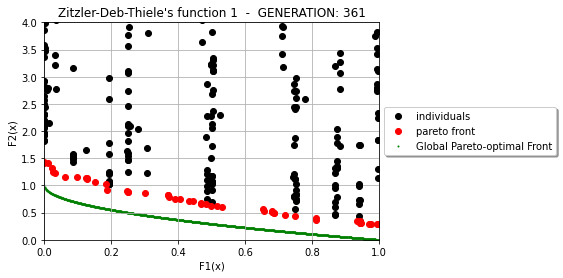 Zitzler-Deb-Thiele's function 1 - GENERATION: 361
4.0
3.5
3.0
2.5
2.0
1.5
1.0
0.5
0.0
F2(x)
0.0 0.2 0.4 0.6 0.8 1.0
F1(x)
individuals
pareto front
Global Pareto-optimal Front